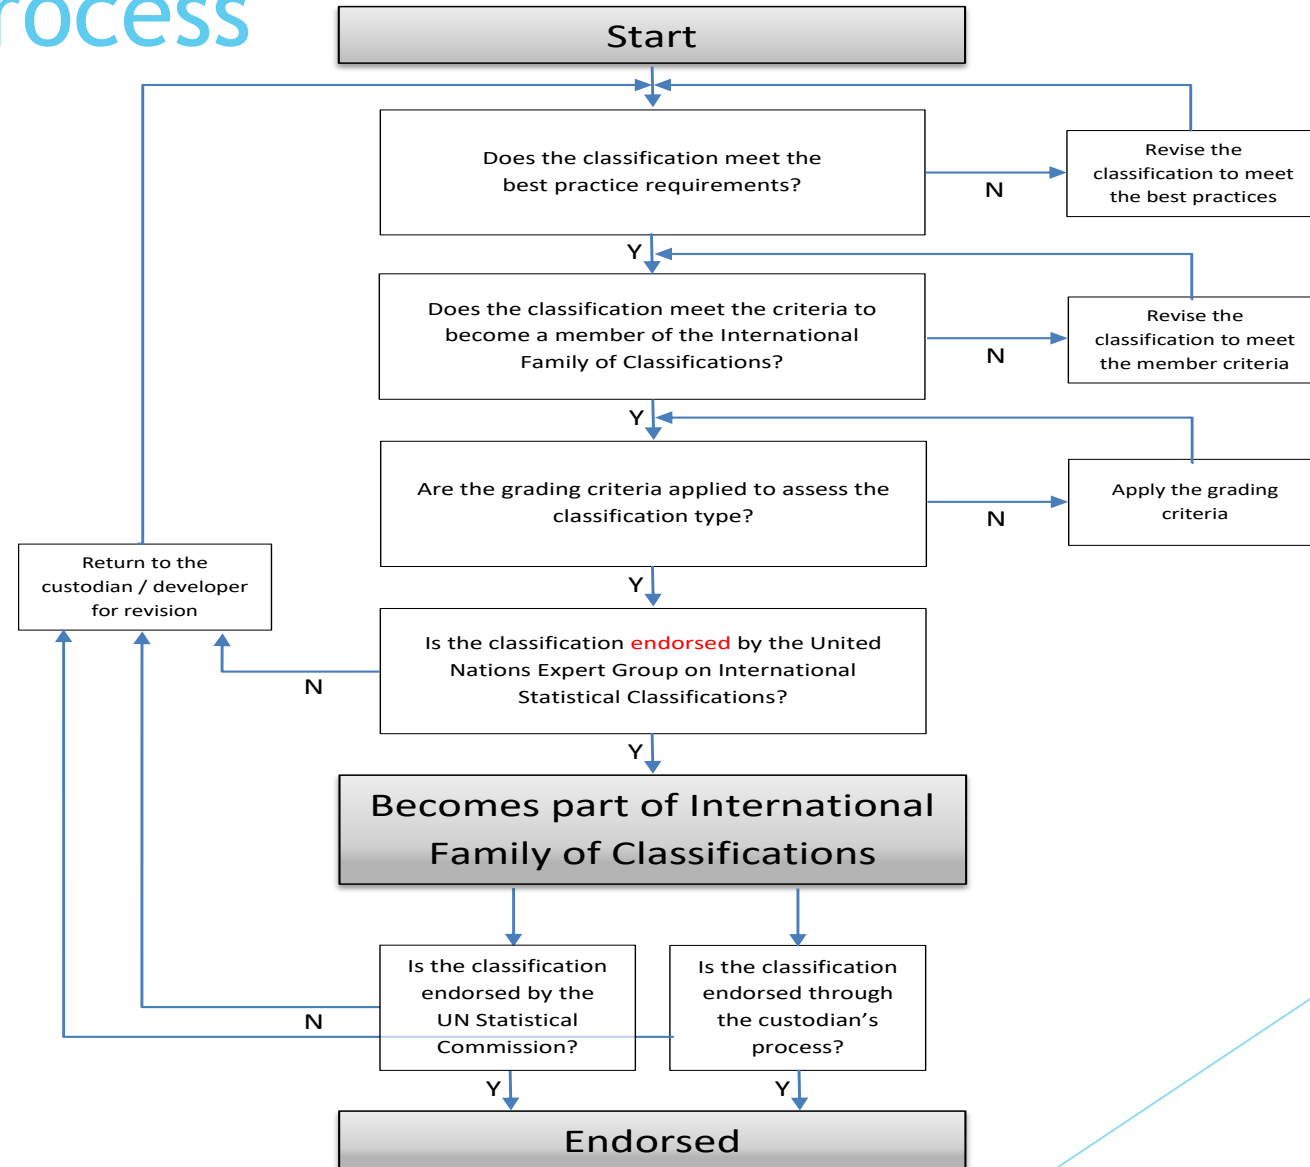 rocess
Start
Does the classification meet the
best practice requirements?
N
Revise the
classification to meet
the best practices
Y
Does the classification meet the criteria to
become a member of the International
Family of Classifications?
N
Revise the
classification to meet
the member criteria
Y
Are the grading criteria applied to assess the
classification type?
N
Apply the grading
criteria
Y
Return to the
custodian / developer
for revision
Is the classification endorsed by the United
Nations Expert Group on International
Statistical Classifications?
N
Y
Becomes part of International
Family of Classifications
Is the classification
endorsed by the
UN Statistical
Commission?
Is the classification
endorsed through
the custodian’s
process?
N
Y
Y
Endorsed